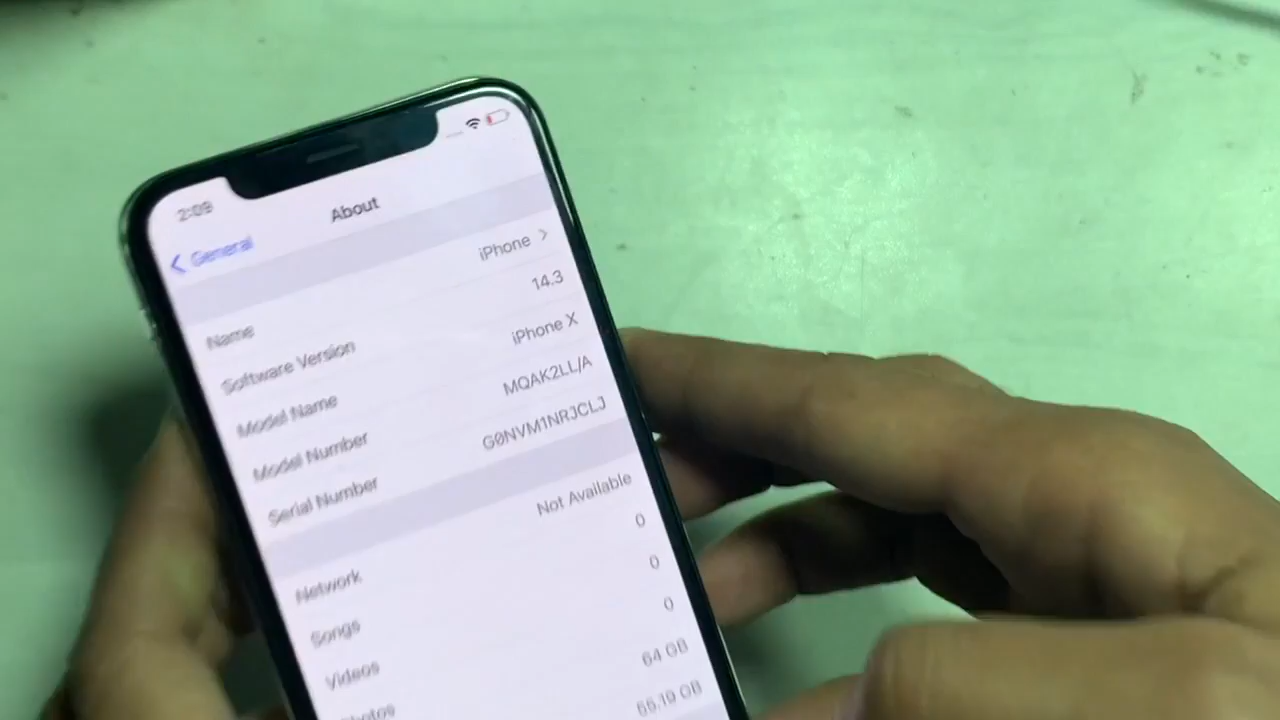 2:09
General
About
Name iPhone
Software Version 14.3
Model Name iPhone X
Model Number MQAK2LL/A
Serial Number G0NVM1NRJCLJ
Network Not Available
Songs 0
Videos 0
Photos 0
64 GB
55.19 GB